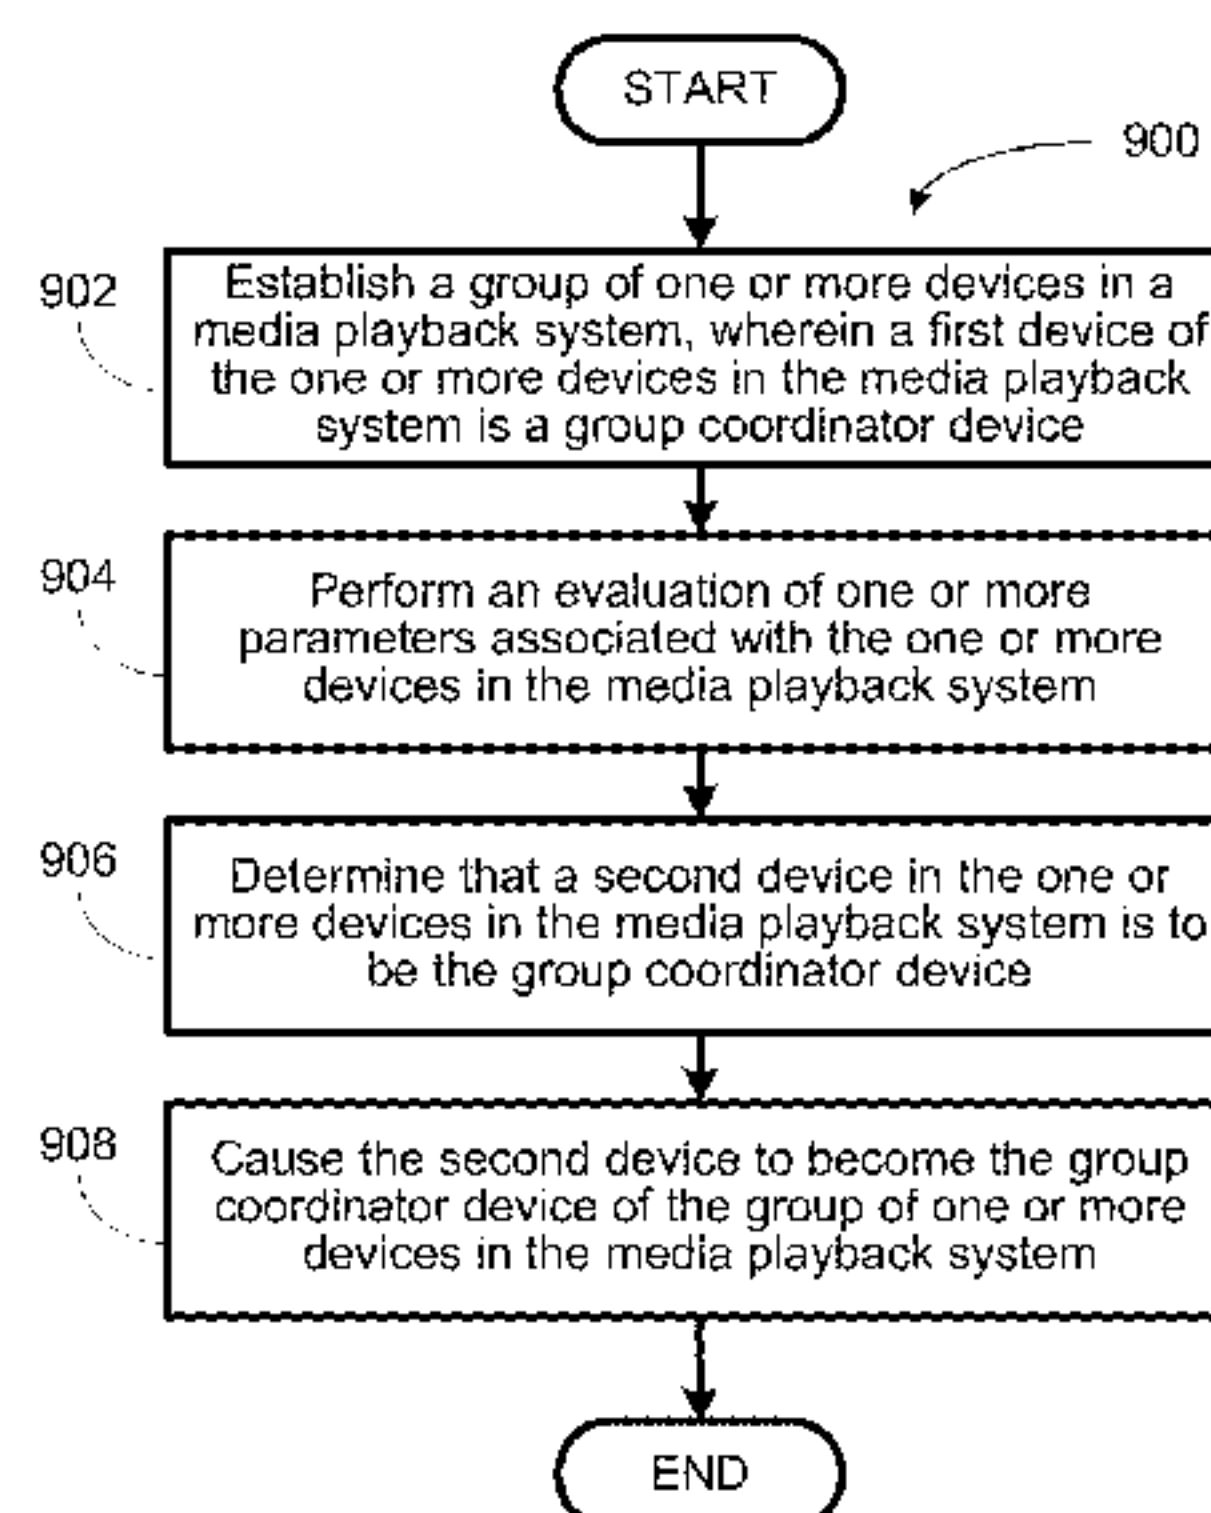 START
900
902
Establish a group of one or more devices in a
media playback system, wherein a first device of
the one or more devices in the media playback
system is a group coordinator device
904
Perform an evaluation of one or more
parameters associated with the one or more
devices in the media playback system
906
Determine that a second device in the one or
more devices in the media playback system is to
be the group coordinator device
908
Cause the second device to become the group
coordinator device of the group of one or more
devices in the media playback system
END